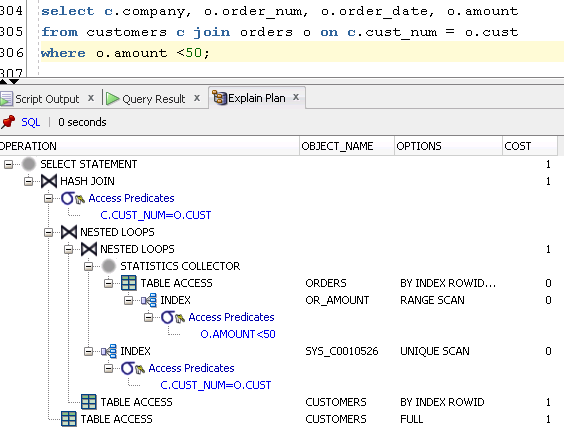 304 select c.company, o.order_num, o.order_date, o.amount
305 from customers c join orders o on c.cust_num = o.cust
306 where o.amount <50;
307
Script Output x Query Result x Explain Plan x
SQL | 0 seconds
OPERATION OBJECT_NAME OPTIONS COST
SELECT STATEMENT 1
HASH JOIN 1
Access Predicates
C.CUST_NUM=O.CUST
NESTED LOOPS
NESTED LOOPS 1
STATISTICS COLLECTOR
TABLE ACCESS ORDERS BY INDEX ROWID... 0
INDEX OR_AMOUNT RANGE SCAN 0
Access Predicates
O.AMOUNT<50
INDEX SYS_C0010526 UNIQUE SCAN 0
Access Predicates
C.CUST_NUM=O.CUST
TABLE ACCESS CUSTOMERS BY INDEX ROWID 1
TABLE ACCESS CUSTOMERS FULL 1